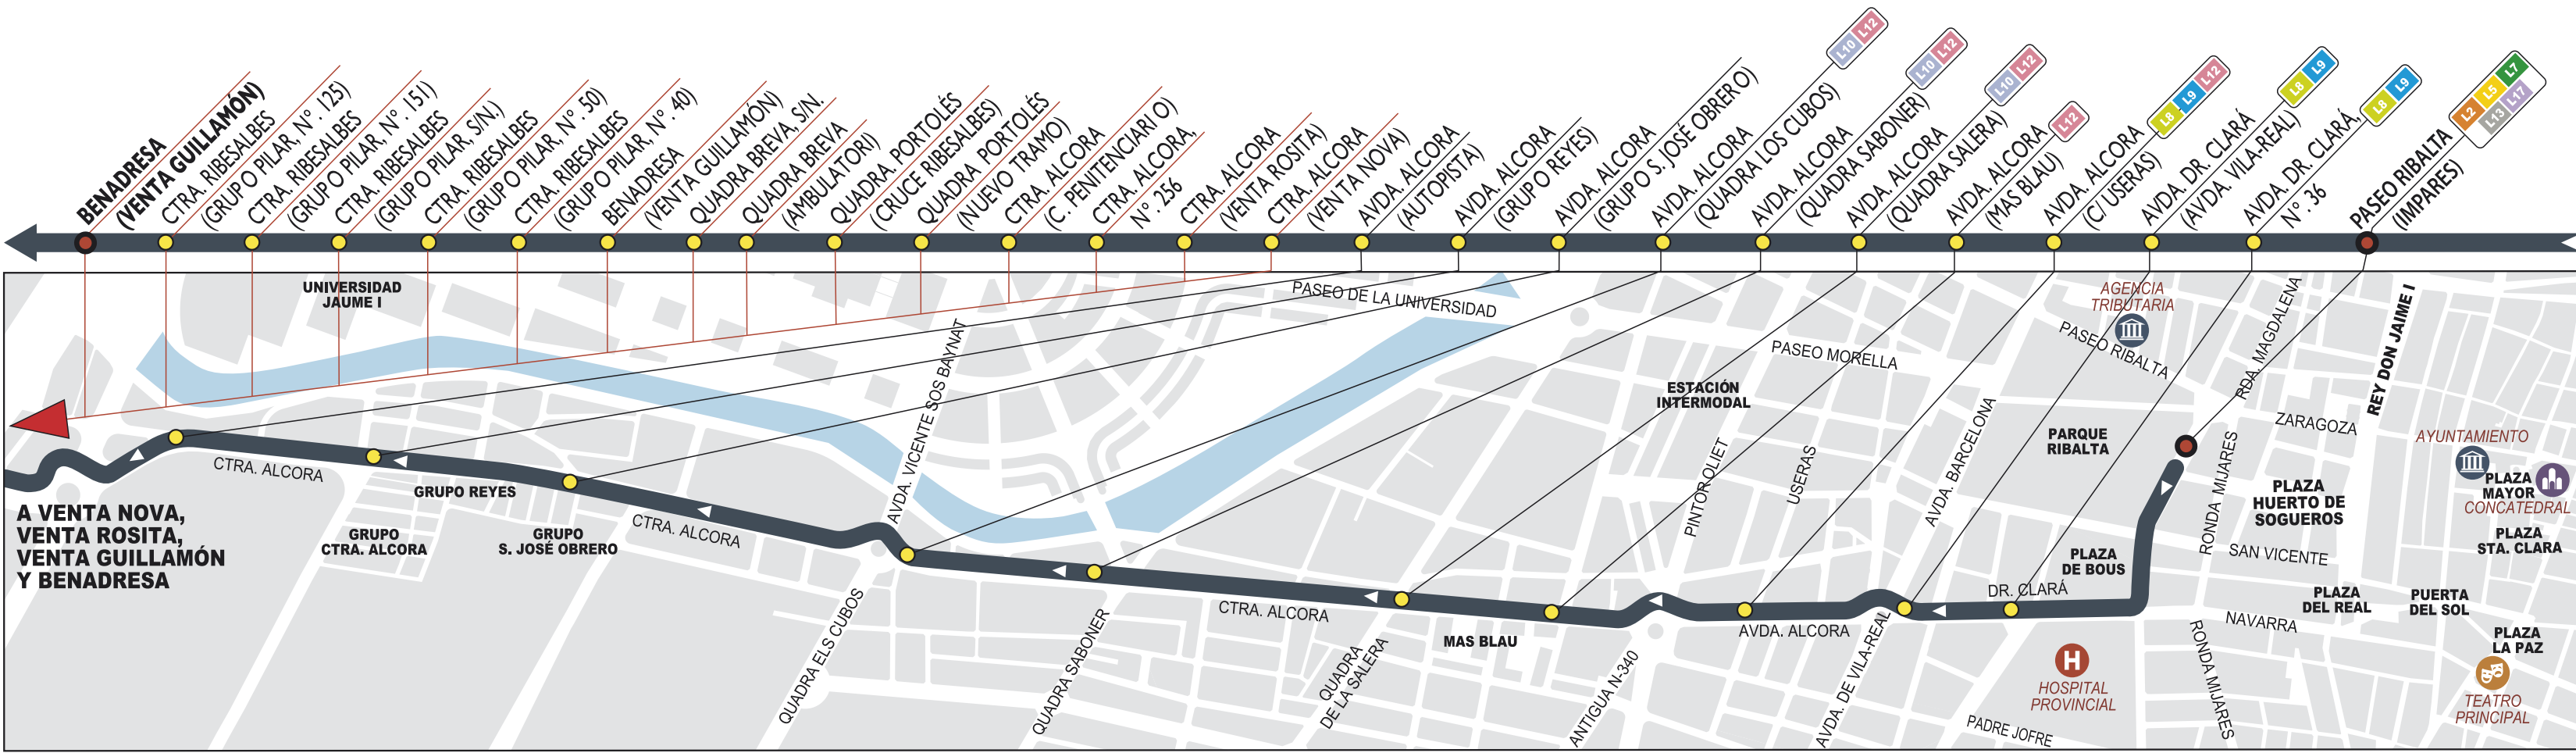 BENADRESA
(VENTA GUILLAMÓN)
CTRA. RIBESALBES
(GRUPO PILAR, Nº. 125)
CTRA. RIBESALBES
(GRUPO PILAR, Nº. 151)
CTRA. RIBESALBES
(GRUPO PILAR, S/N.)
CTRA. RIBESALBES
(GRUPO PILAR, Nº. 50)
CTRA. RIBESALBES
(GRUPO PILAR, Nº. 40)
BENADRESA
(VENTA GUILLAMÓN)
QUADRA BREVA, S/N.
QUADRA BREVA
(AMBULATORI)
QUADRA. PORTOLÉS
(CRUCE RIBESALBES)
QUADRA PORTOLÉS
(NUEVO TRAMO)
CTRA. ALCORA
(C. PENITENCIARIO)
CTRA. ALCORA,
Nº. 256
CTRA. ALCORA
(VENTA ROSITA)
CTRA. ALCORA
(VENTA NOVA)
AVDA. ALCORA
(AUTOPISTA)
AVDA. ALCORA
(GRUPO REYES)
AVDA. ALCORA
(GRUPO S. JOSÉ OBRERO)
AVDA. ALCORA
(QUADRA LOS CUBOS)
L10 L12
AVDA. ALCORA
(QUADRA SABONER)
L10 L12
AVDA. ALCORA
(QUADRA SALERA)
L10 L12
AVDA. ALCORA
(MAS BLAU)
L12
AVDA. ALCORA
(C/ USERAS)
L8 L9 L12
AVDA. DR. CLARÁ
(AVDA. VILA-REAL)
L8 L9
AVDA. DR. CLARÁ,
Nº. 36
L8 L9
PASEO RIBALTA
(IMPARES)
L2 L5 L7
L13 L17
UNIVERSIDAD
JAUME I
PASEO DE LA UNIVERSIDAD
AGENCIA
TRIBUTARIA
PASEO RIBALTA
RDA. MAGDALENA
REY DON JAIME I
PASEO MORELLA
ESTACIÓN
INTERMODAL
AVDA. VICENTE SOS BAYNAT
PINTOR OLIET
USERAS
AVDA. BARCELONA
PARQUE
RIBALTA
ZARAGOZA
RONDA MIJARES
AYUNTAMIENTO
PLAZA
MAYOR
CONCATEDRAL
PLAZA
HUERTO DE
SOGUEROS
PLAZA
STA. CLARA
SAN VICENTE
PLAZA
DE BOUS
CTRA. ALCORA
GRUPO REYES
A VENTA NOVA,
VENTA ROSITA,
VENTA GUILLAMÓN
Y BENADRESA
GRUPO
CTRA. ALCORA
GRUPO
S. JOSÉ OBRERO
CTRA. ALCORA
QUADRA ELS CUBOS
QUADRA SABONER
CTRA. ALCORA
QUADRA
DE LA SALERA
MAS BLAU
ANTIGUA N-340
AVDA. ALCORA
AVDA. DE VILA-REAL
DR. CLARÁ
PLAZA
DEL REAL
PUERTA
DEL SOL
NAVARRA
PLAZA
LA PAZ
RONDA MIJARES
H
HOSPITAL
PROVINCIAL
PADRE JOFRE
TEATRO
PRINCIPAL